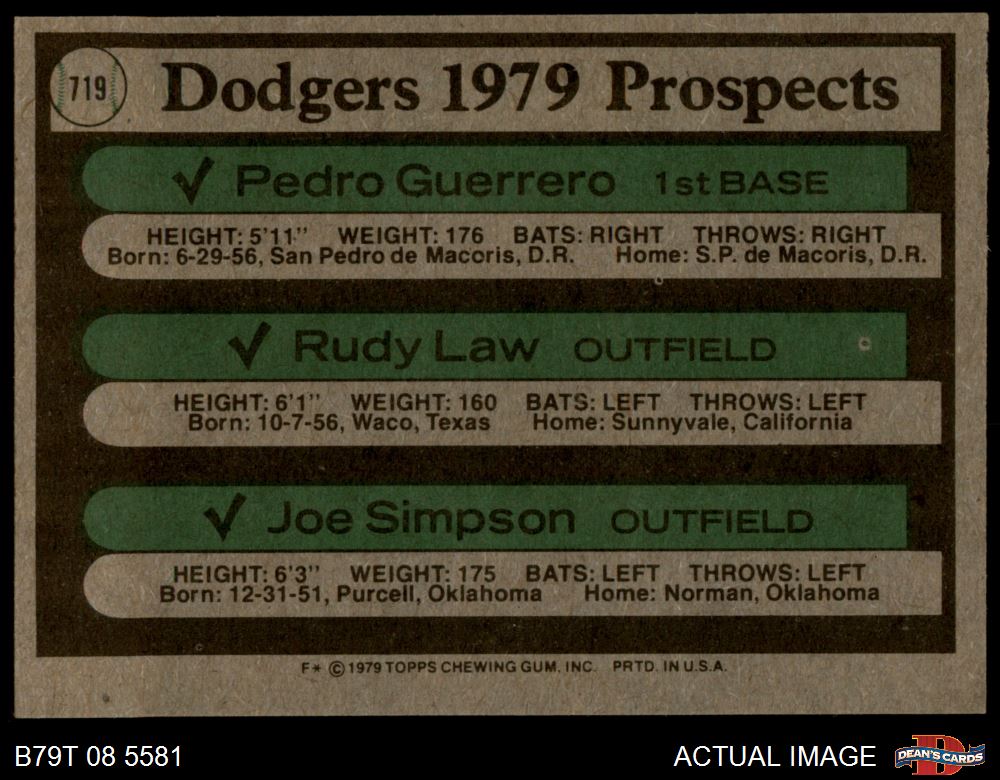 719
Dodgers 1979 Prospects
✓ Pedro Guerrero 1st BASE
HEIGHT: 5'11" WEIGHT: 176 BATS: RIGHT THROWS: RIGHT
Born: 6-29-56, San Pedro de Macoris, D.R. Home: S.P. de Macoris, D.R.
✓ Rudy Law OUTFIELD
HEIGHT: 6'1" WEIGHT: 160 BATS: LEFT THROWS: LEFT
Born: 10-7-56, Waco, Texas Home: Sunnyvale, California
✓ Joe Simpson OUTFIELD
HEIGHT: 6'3" WEIGHT: 175 BATS: LEFT THROWS: LEFT
Born: 12-31-51, Purcell, Oklahoma Home: Norman, Oklahoma
F* © 1979 TOPPS CHEWING GUM, INC. PRTD. IN U.S.A.
B79T 08 5581 ACTUAL IMAGE
D
DEAN'S CARDS